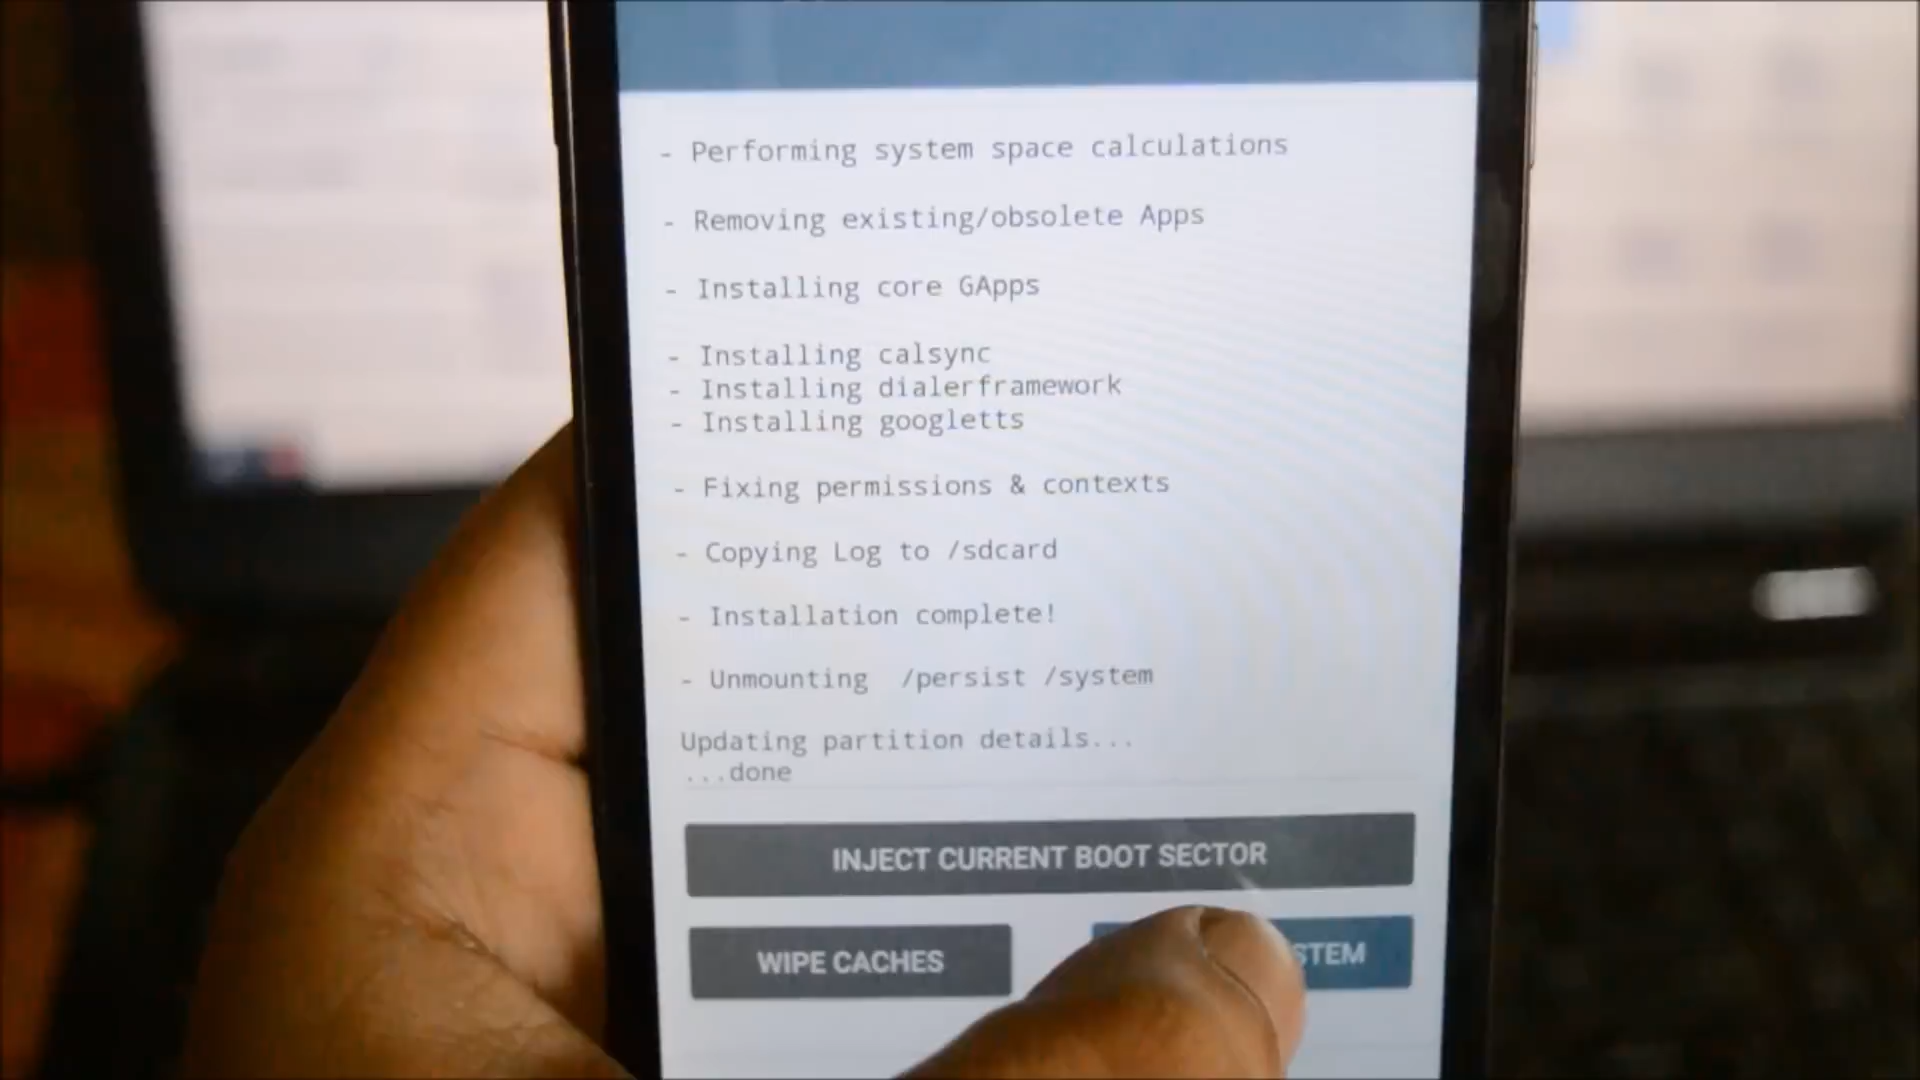 - Performing system space calculations
- Removing existing/obsolete Apps
- Installing core GApps
- Installing calsync
- Installing dialerframework
- Installing googletts
- Fixing permissions & contexts
- Copying Log to /sdcard
- Installation complete!
- Unmounting  /persist /system
Updating partition details...
...done
INJECT CURRENT BOOT SECTOR
WIPE CACHES